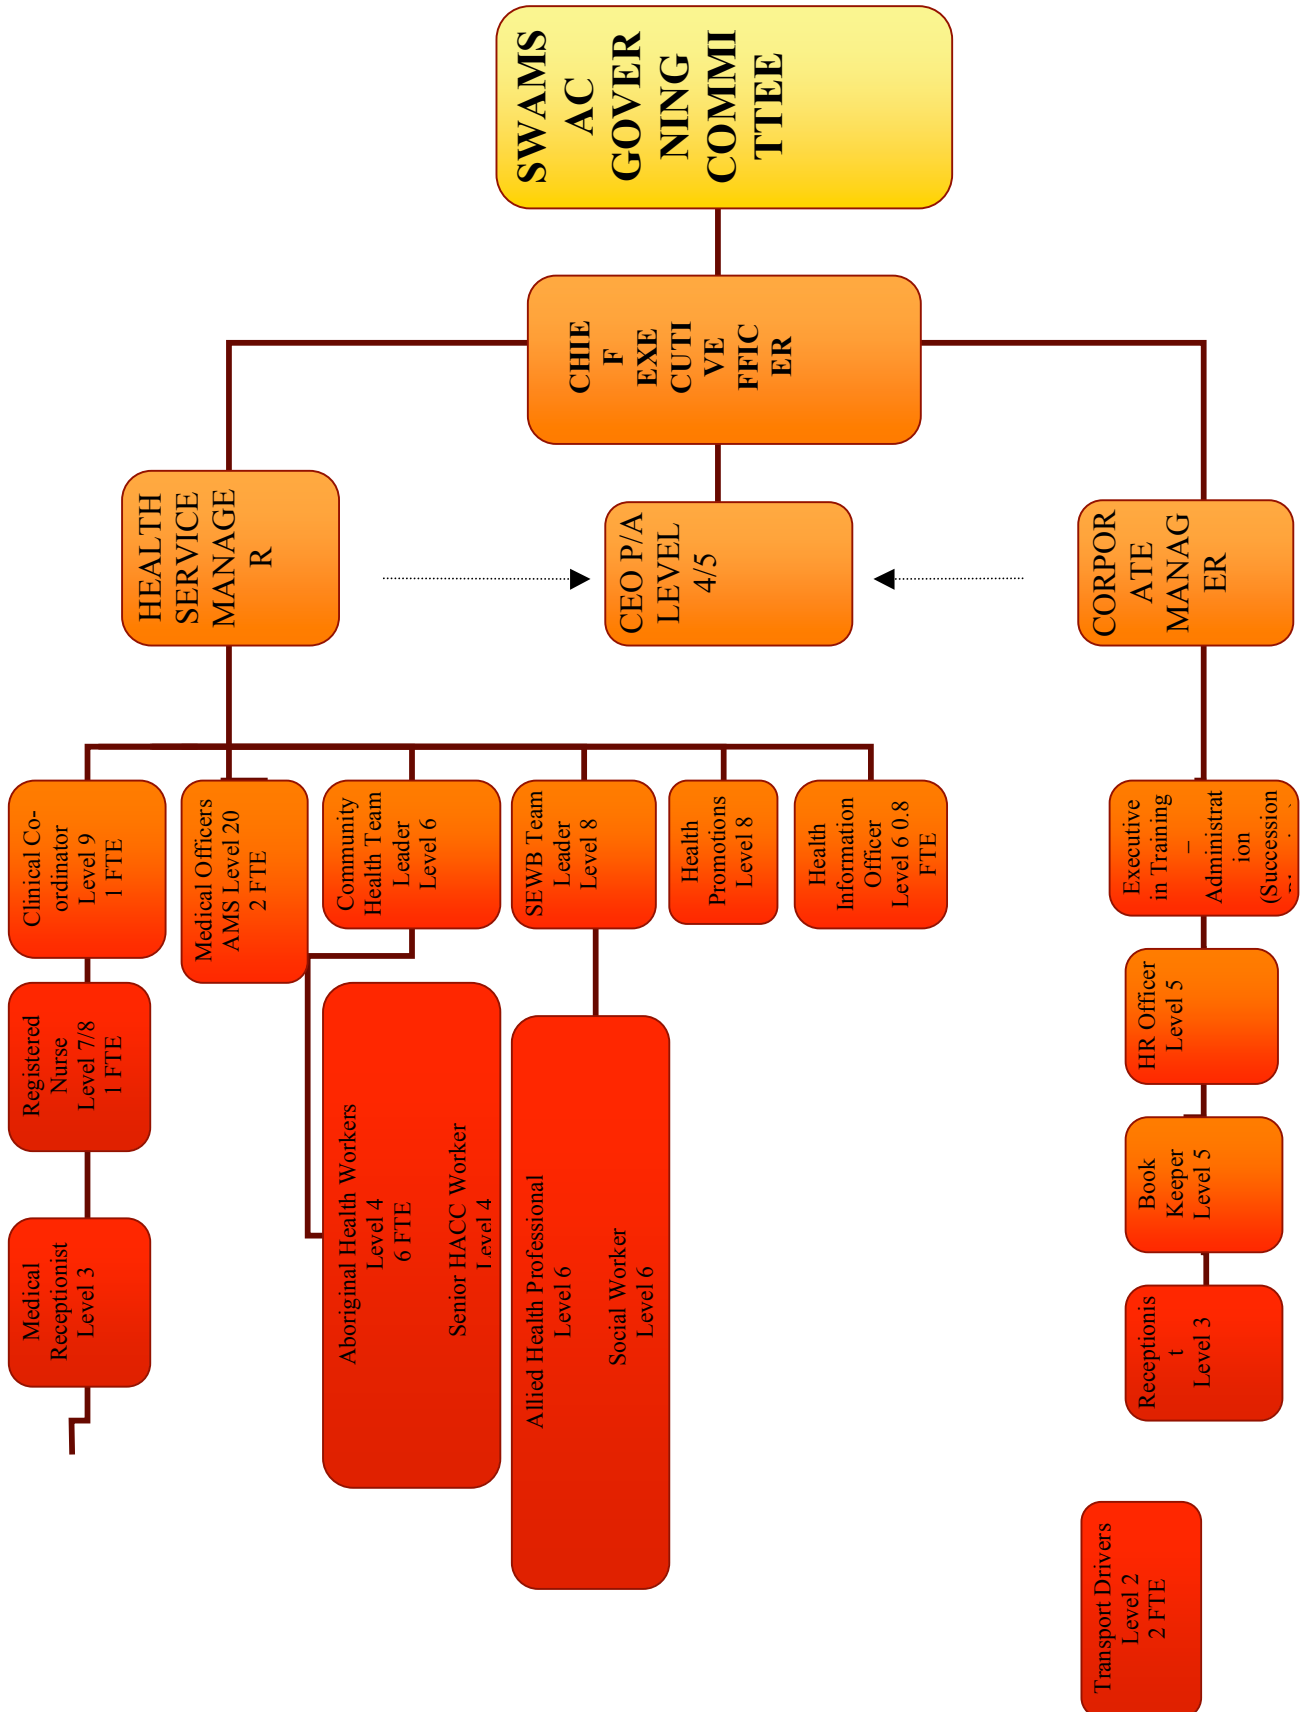 SWAMS
AC
GOVER
NING
COMMI
TTEE
CHIE
F
EXE
CUTI
VE
FFIC
ER
HEALTH
SERVICE
MANAGE
R
CEO P/A
LEVEL
4/5
CORPOR
ATE
MANAG
ER
Clinical Co-
ordinator
Level 9
1 FTE
Medical Officers
AMS Level 20
2 FTE
Community
Health Team
Leader
Level 6
SEWB Team
Leader
Level 8
Health
Promotions
Level 8
Health
Information
Officer
Level 6 0.8
FTE
Executive
in Training
–
Administrat
ion
(Succession
Registered
Nurse
Level 7/8
1 FTE
Medical
Receptionist
Level 3
Aboriginal Health Workers
Level 4
6 FTE
Senior HACC Worker
Level 4
Allied Health Professional
Level 6
Social Worker
Level 6
HR Officer
Level 5
Book
Keeper
Level 5
Receptionis
t
Level 3
Transport Drivers
Level 2
2 FTE